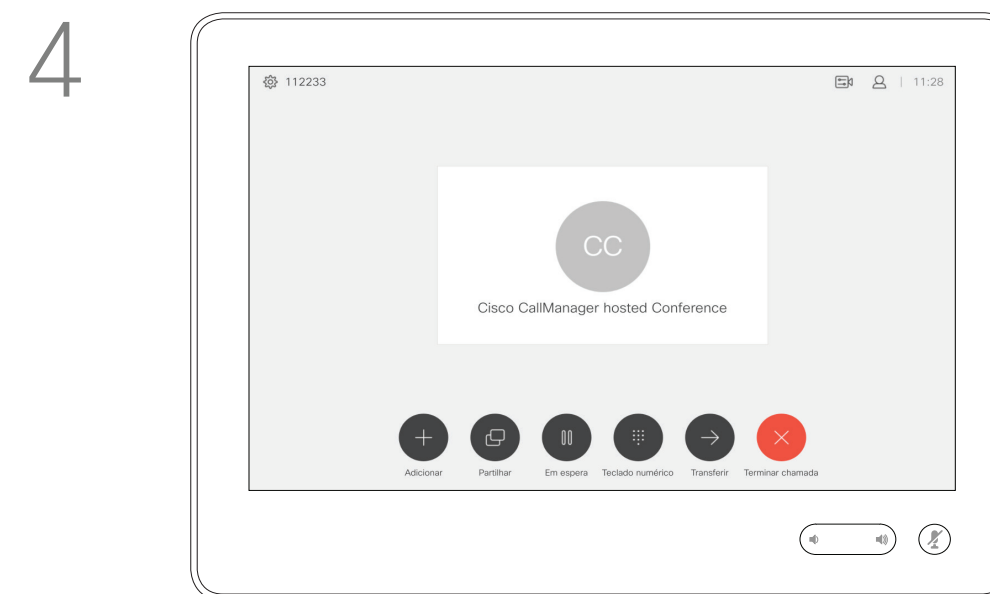 4
112233
11:28
CC
Cisco CallManager hosted Conference
Adicionar Partilhar Em espera Teclado numérico Transferir Terminar chamada